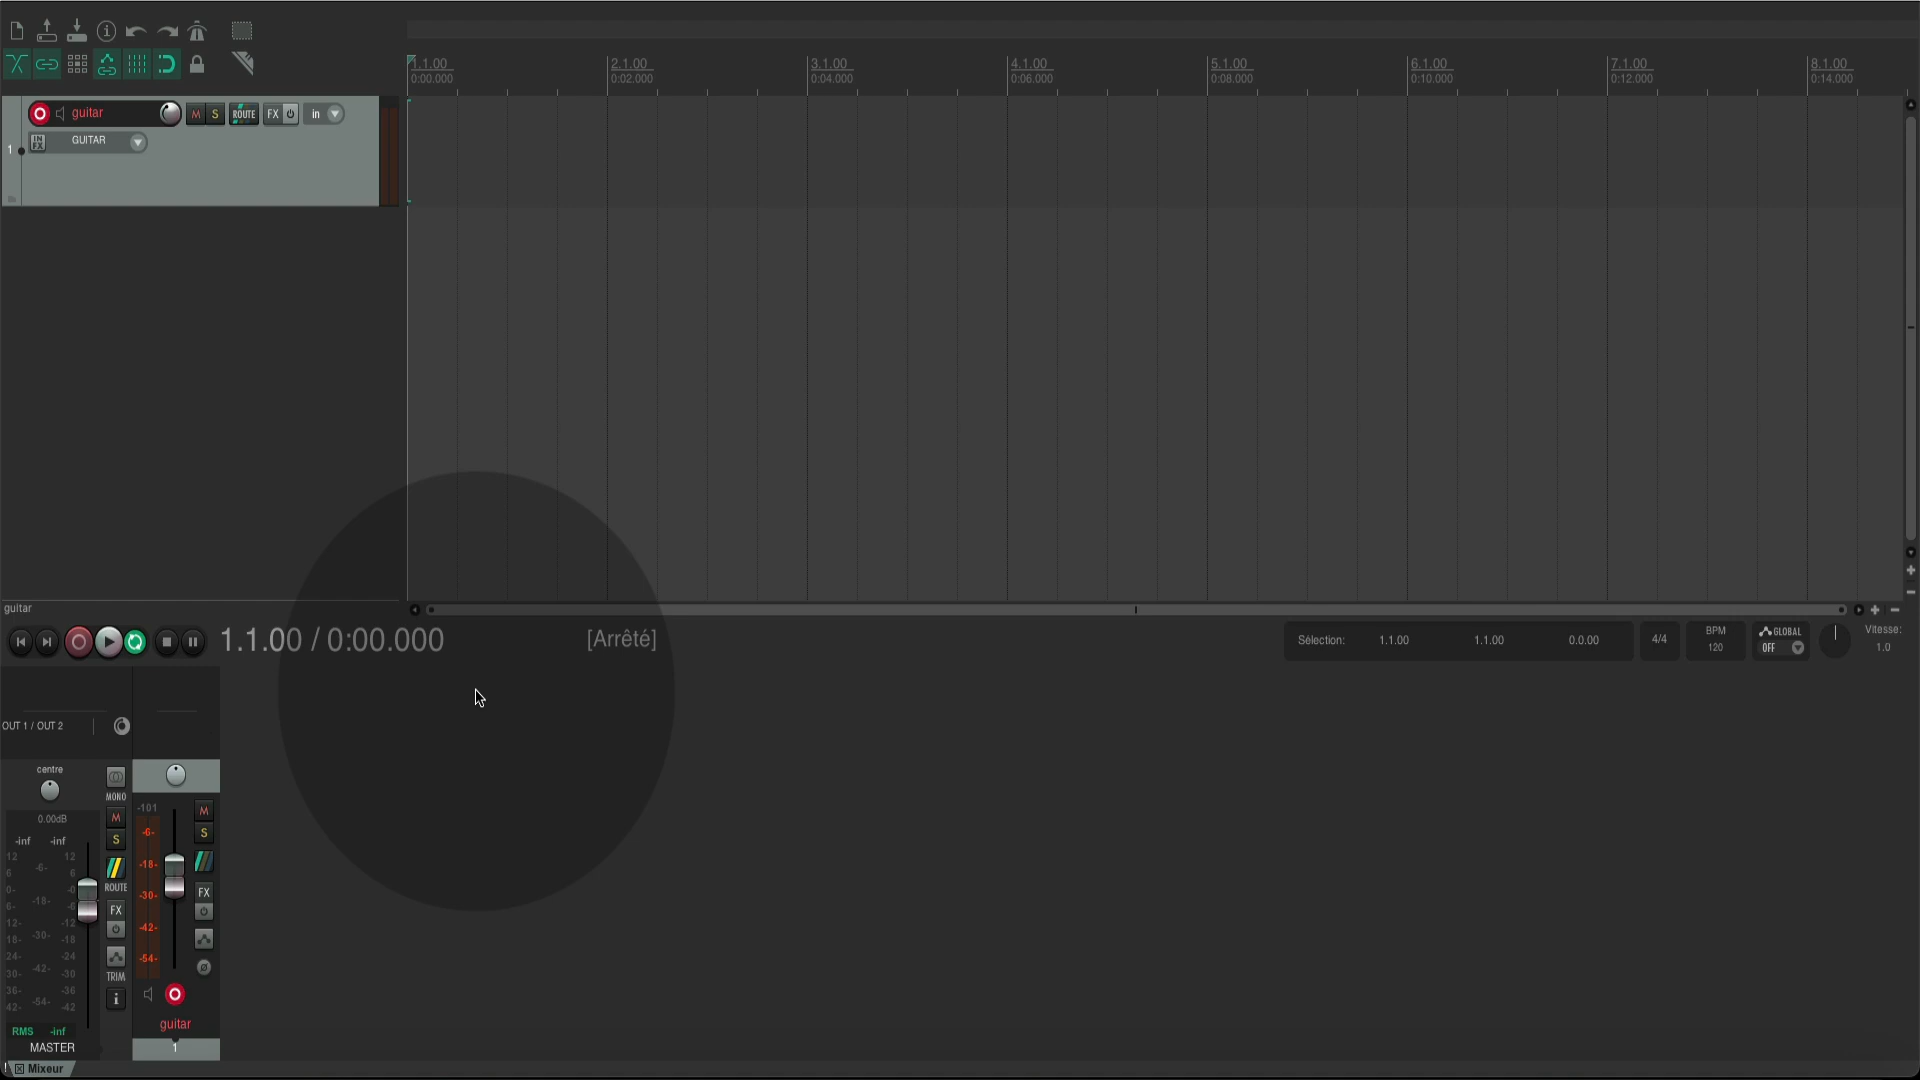 1.1.00
0:00.000
2.1.00
0:02.000
3.1.00
0:04.000
4.1.00
0:06.000
5.1.00
0:08.000
6.1.00
0:10.000
7.1.00
0:12.000
8.1.00
0:14.000
guitar
M S ROUTE FX in
IN FX GUITAR
1
guitar
1.1.00 / 0:00.000
[Arrêté]
Sélection: 1.1.00 1.1.00 0.0.00
4/4
BPM
120
GLOBAL
OFF
Vitesse:
1.0
OUT 1 / OUT 2
centre
MONO
0.00dB
-inf -inf
M
S
ROUTE
FX
TRIM
i
12 12
6 -6- 6
0- -0
6- -18- -6
12- -12
18- -30- -18
24- -24
30- -42- -30
36- -36
42- -54- -42
RMS -inf
MASTER
-101
-6-
-18-
-30-
-42-
-54-
M
S
FX
guitar
1
! Mixeur